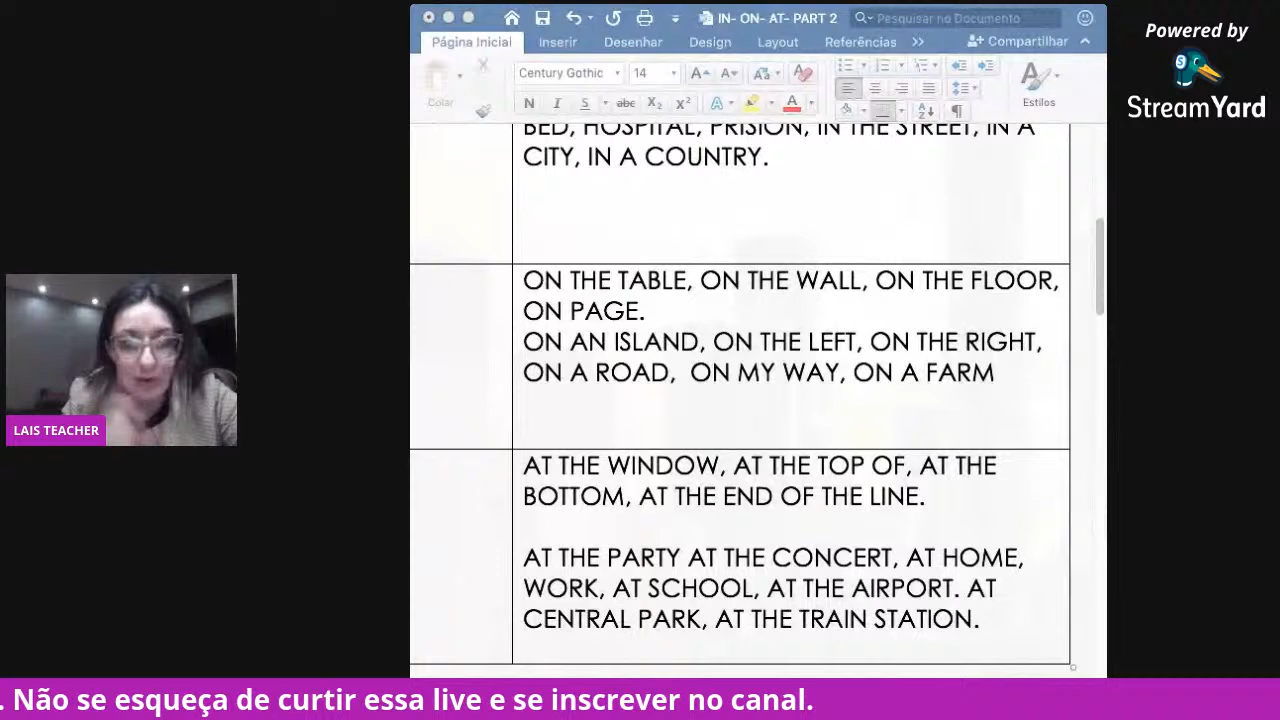 IN- ON- AT- PART 2
Pesquisar no Documento
Página Inicial
Inserir
Desenhar
Design
Layout
Referências
Compartilhar
Colar
Century Gothic
14
N I S abc X₂ X²
Estilos
Powered by
StreamYard
BED, HOSPITAL, PRISION, IN THE STREET, IN A
CITY, IN A COUNTRY.
ON THE TABLE, ON THE WALL, ON THE FLOOR,
ON PAGE.
ON AN ISLAND, ON THE LEFT, ON THE RIGHT,
ON A ROAD, ON MY WAY, ON A FARM
AT THE WINDOW, AT THE TOP OF, AT THE
BOTTOM, AT THE END OF THE LINE.
AT THE PARTY AT THE CONCERT, AT HOME,
WORK, AT SCHOOL, AT THE AIRPORT. AT
CENTRAL PARK, AT THE TRAIN STATION.
LAIS TEACHER
. Não se esqueça de curtir essa live e se inscrever no canal.